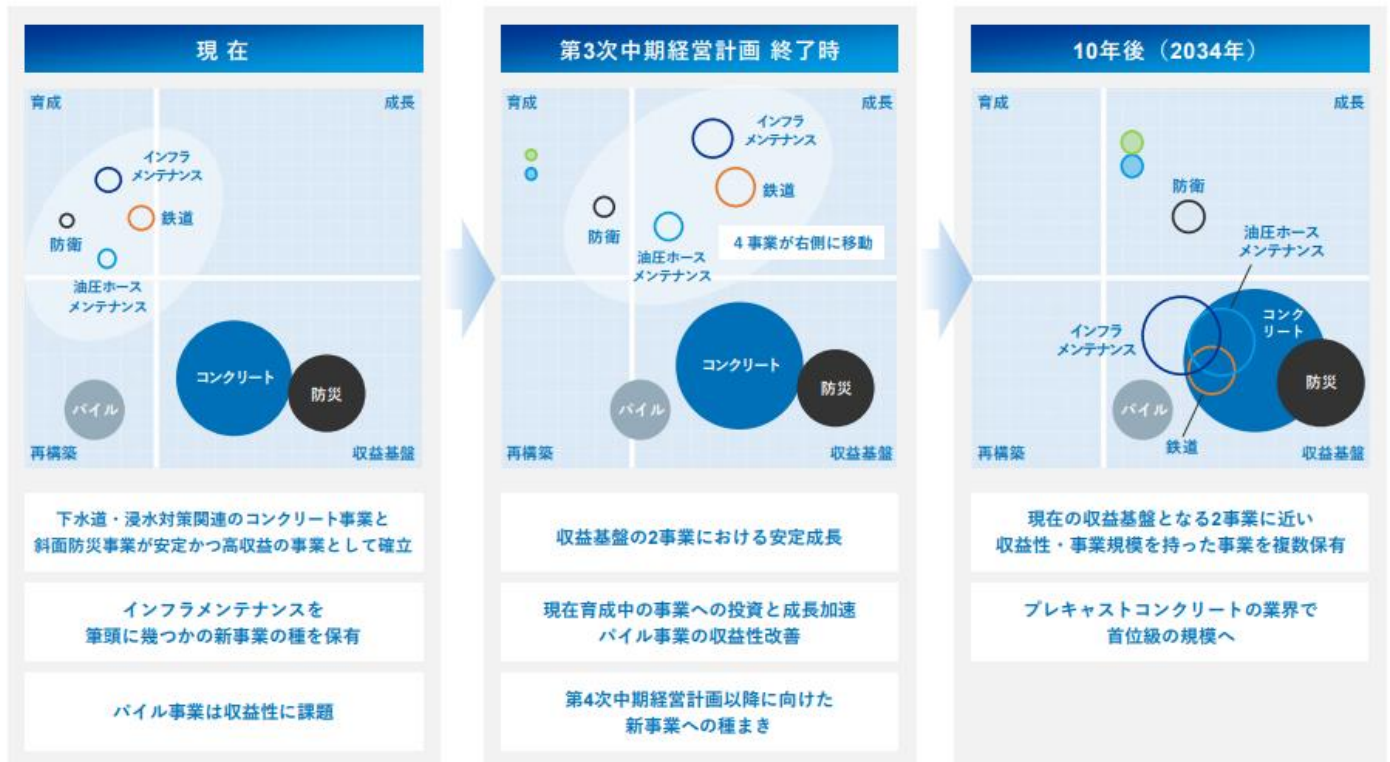 現在
育成
成長
インフラ
メンテナンス
鉄道
防衛
油圧ホース
メンテナンス
コンクリート
防災
パイル
再構築
収益基盤
下水道・浸水対策関連のコンクリート事業と
斜面防災事業が安定かつ高収益の事業として確立
インフラメンテナンスを
筆頭に幾つかの新事業の種を保有
パイル事業は収益性に課題
第3次中期経営計画 終了時
育成
成長
インフラ
メンテナンス
鉄道
防衛
4事業が右側に移動
油圧ホース
メンテナンス
コンクリート
防災
パイル
再構築
収益基盤
収益基盤の2事業における安定成長
現在育成中の事業への投資と成長加速
パイル事業の収益性改善
第4次中期経営計画以降に向けた
新事業への種まき
10年後（2034年）
育成
成長
防衛
油圧ホース
メンテナンス
コンク
リート
インフラ
メンテナンス
防災
パイル
鉄道
再構築
収益基盤
現在の収益基盤となる2事業に近い
収益性・事業規模を持った事業を複数保有
プレキャストコンクリートの業界で
首位級の規模へ